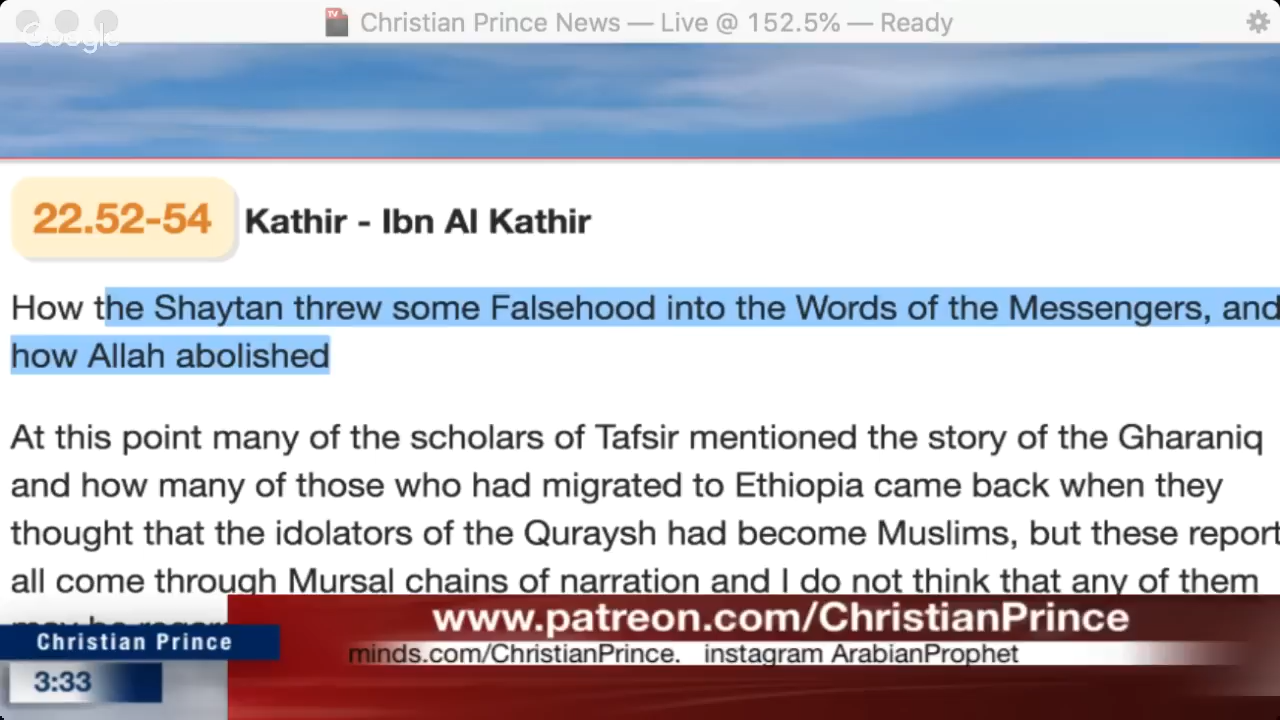 Christian Prince News — Live @ 152.5% — Ready
Google
22.52-54 Kathir - Ibn Al Kathir
How the Shaytan threw some Falsehood into the Words of the Messengers, and
how Allah abolished
At this point many of the scholars of Tafsir mentioned the story of the Gharaniq
and how many of those who had migrated to Ethiopia came back when they
thought that the idolators of the Quraysh had become Muslims, but these report
all come through Mursal chains of narration and I do not think that any of them
www.patreon.com/ChristianPrince
Christian Prince
minds.com/ChristianPrince. instagram ArabianProphet
3:33